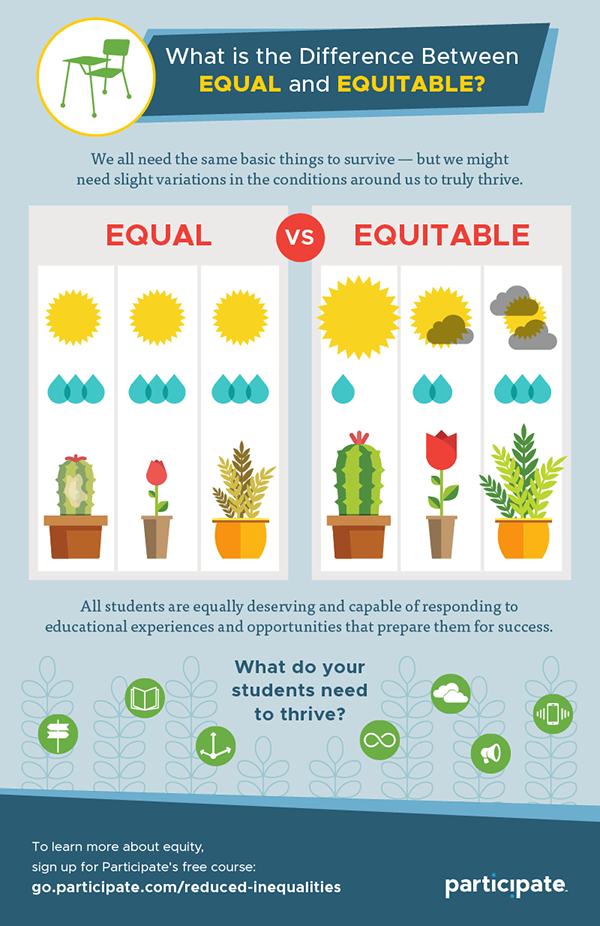 What is the Difference Between
EQUAL and EQUITABLE?
We all need the same basic things to survive — but we might
need slight variations in the conditions around us to truly thrive.
EQUAL VS EQUITABLE
All students are equally deserving and capable of responding to
educational experiences and opportunities that prepare them for success.
What do your
students need
to thrive?
To learn more about equity,
sign up for Participate's free course:
go.participate.com/reduced-inequalities
participate